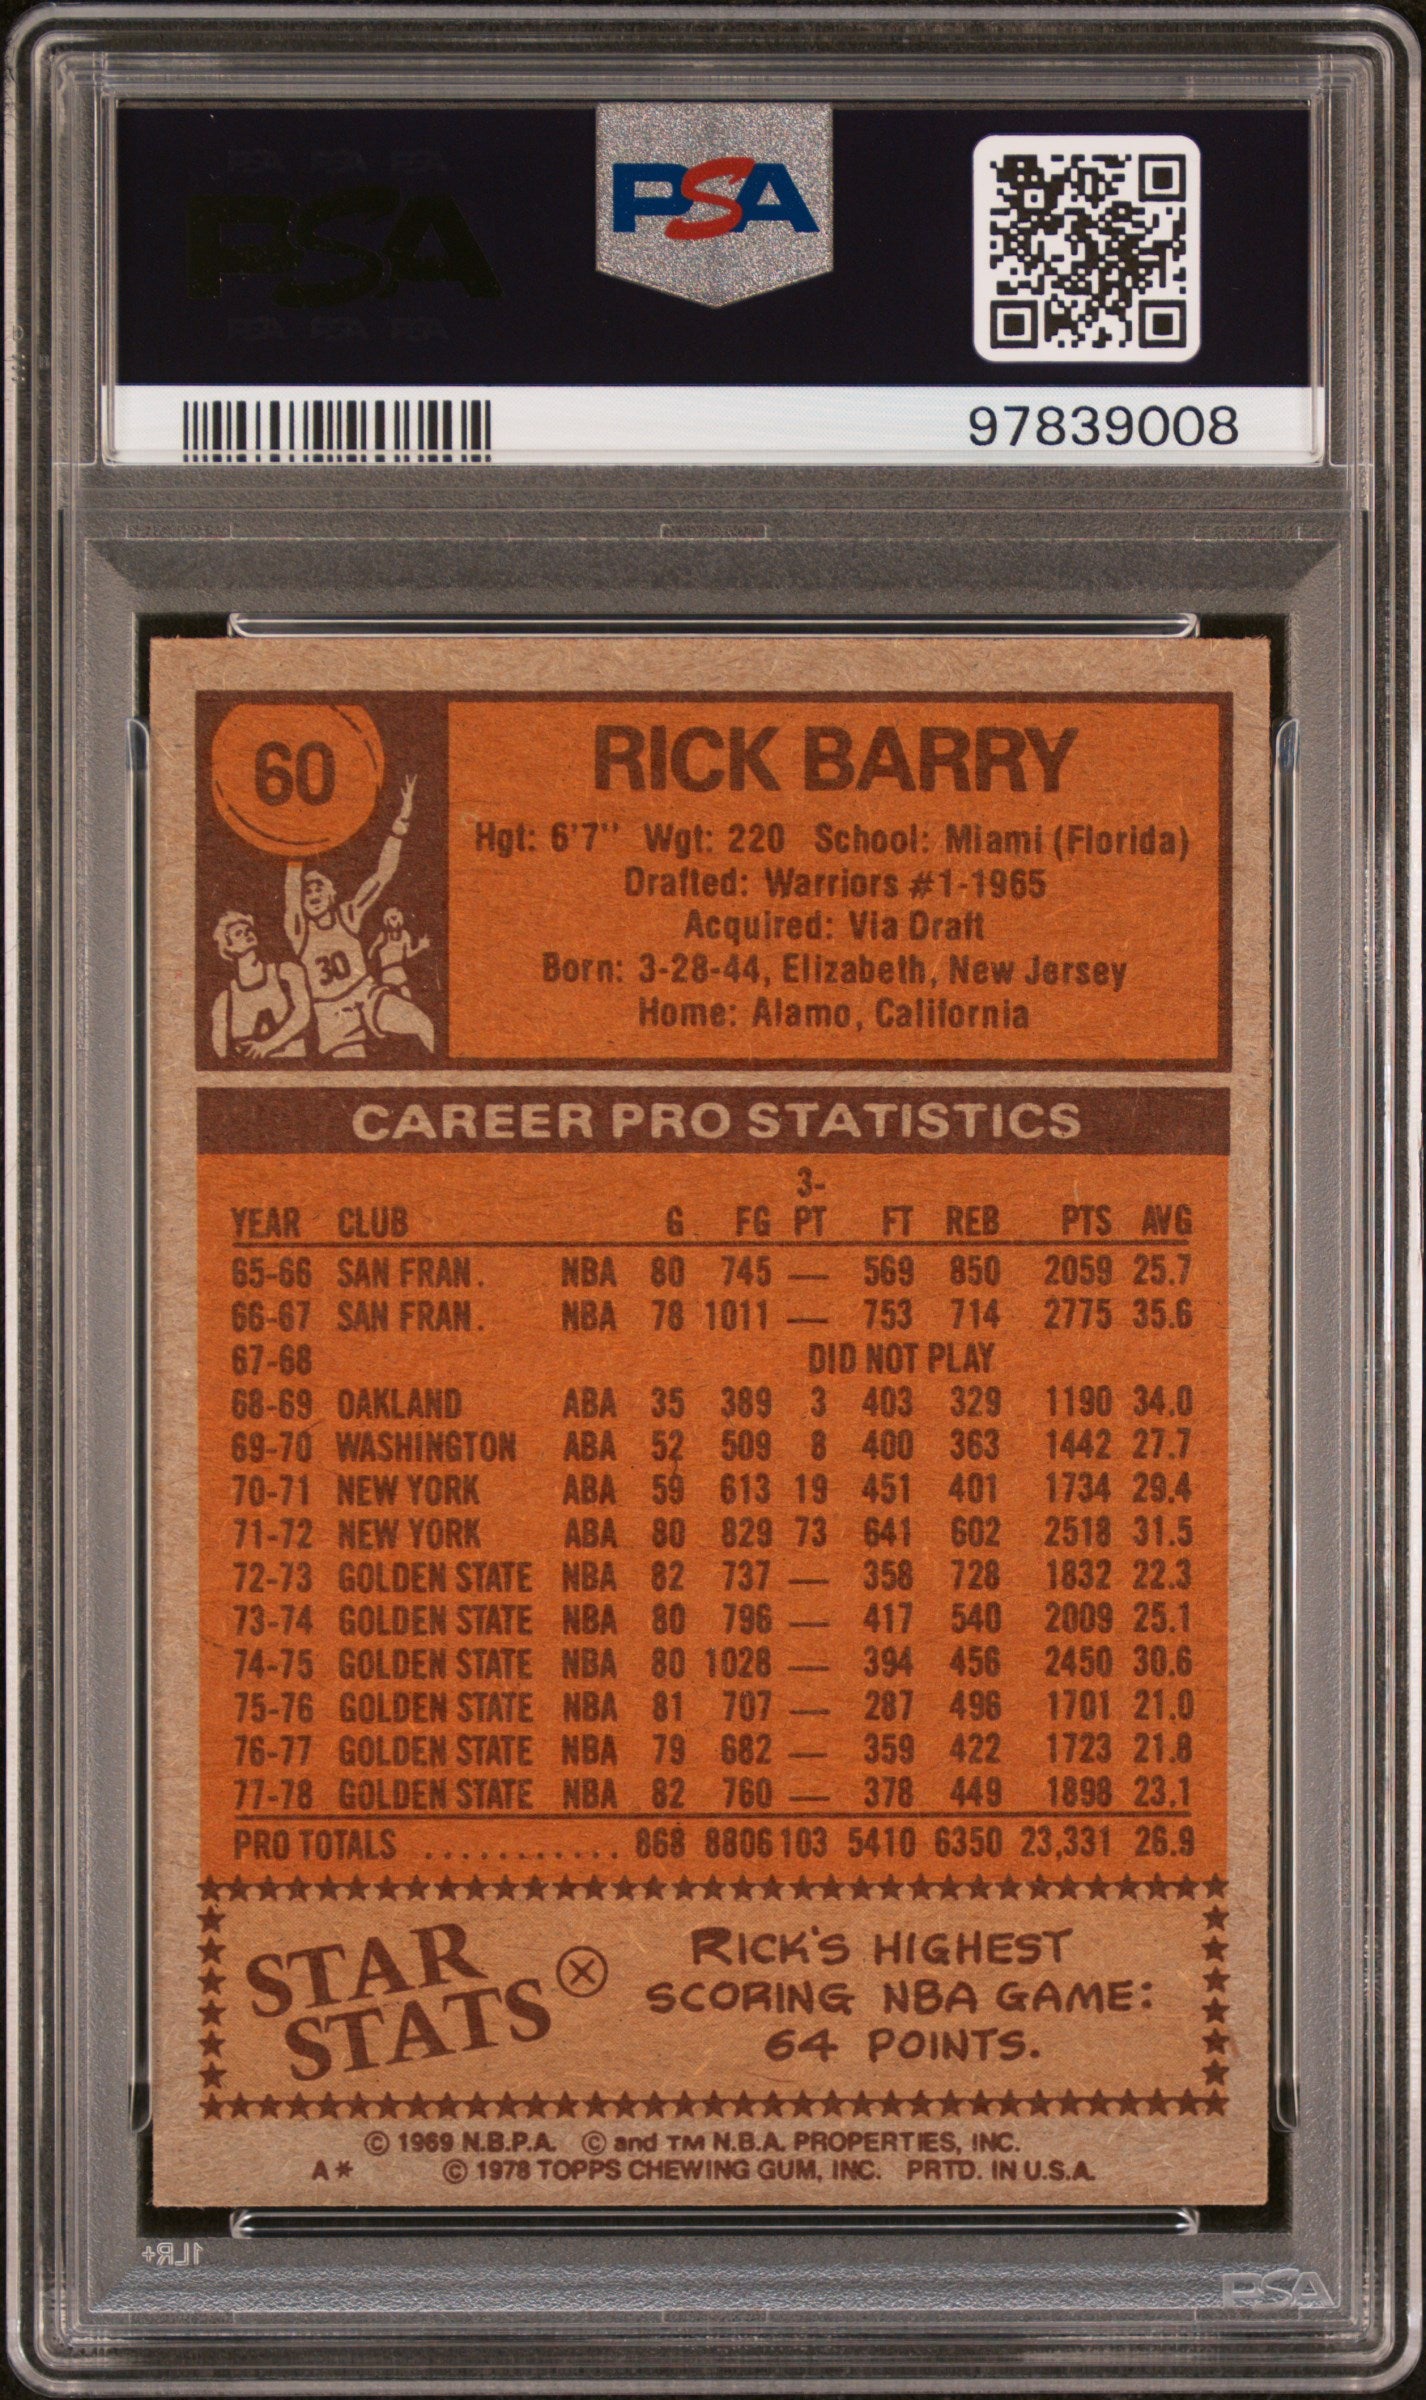 PSA PSA PSA
PSA
PSA PSA PSA
PSA
97839008
60
30
RICK BARRY
Hgt: 6'7" Wgt: 220 School: Miami (Florida)
Drafted: Warriors #1-1965
Acquired: Via Draft
Born: 3-28-44, Elizabeth, New Jersey
Home: Alamo, California
CAREER PRO STATISTICS
YEAR CLUB G FG 3-PT FT REB PTS AVG
65-66 SAN FRAN. NBA 80 745 — 569 850 2059 25.7
66-67 SAN FRAN. NBA 78 1011 — 753 714 2775 35.6
67-68 DID NOT PLAY
68-69 OAKLAND ABA 35 389 3 403 329 1190 34.0
69-70 WASHINGTON ABA 52 509 8 400 363 1442 27.7
70-71 NEW YORK ABA 59 613 19 451 401 1734 29.4
71-72 NEW YORK ABA 80 829 73 641 602 2518 31.5
72-73 GOLDEN STATE NBA 82 737 — 358 728 1832 22.3
73-74 GOLDEN STATE NBA 80 796 — 417 540 2009 25.1
74-75 GOLDEN STATE NBA 80 1028 — 394 456 2450 30.6
75-76 GOLDEN STATE NBA 81 707 — 287 496 1701 21.0
76-77 GOLDEN STATE NBA 79 682 — 359 422 1723 21.8
77-78 GOLDEN STATE NBA 82 760 — 378 449 1898 23.1
PRO TOTALS ............ 868 8806 103 5410 6350 23,331 26.9
STAR STATS
RICK'S HIGHEST
SCORING NBA GAME:
64 POINTS.
© 1969 N.B.P.A. © and TM N.B.A. PROPERTIES, INC.
A* © 1978 TOPPS CHEWING GUM, INC. PRTD. IN U.S.A.
1LR+
PSA